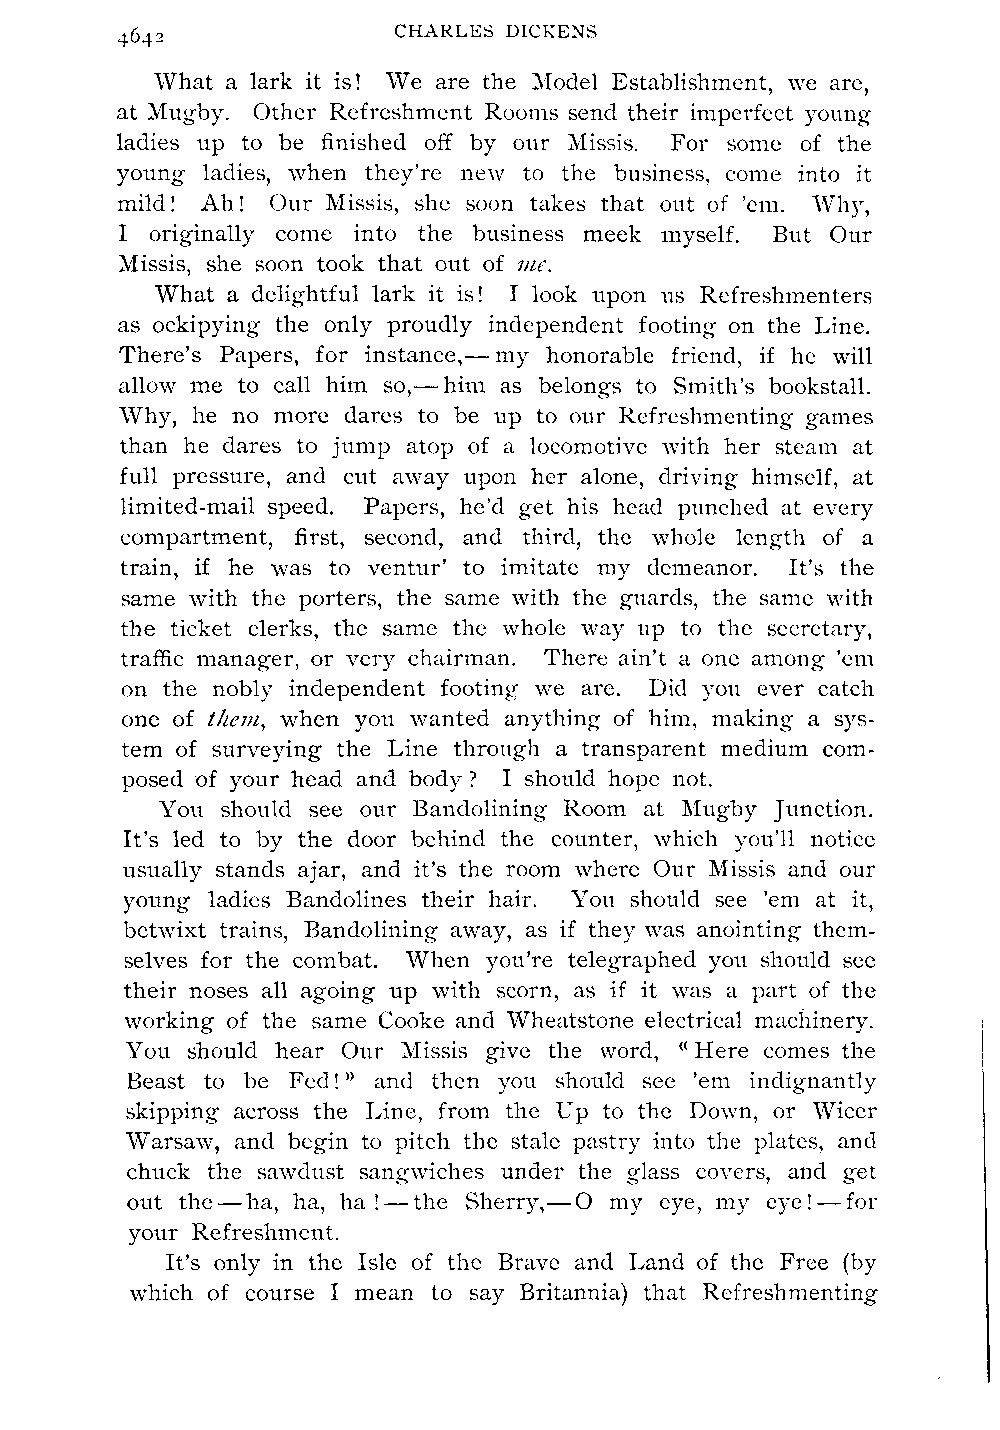 4642
CHARLES DICKENS
What a lark it is! We are the Model Establishment, we are,
at Mugby. Other Refreshment Rooms send their imperfect young
ladies up to be finished off by our Missis. For some of the
young ladies, when they're new to the business, come into it
mild! Ah! Our Missis, she soon takes that out of 'em. Why,
I originally come into the business meek myself. But Our
Missis, she soon took that out of me.
What a delightful lark it is! I look upon us Refreshmenters
as ockipying the only proudly independent footing on the Line.
There's Papers, for instance,—my honorable friend, if he will
allow me to call him so,—him as belongs to Smith's bookstall.
Why, he no more dares to be up to our Refreshmenting games
than he dares to jump atop of a locomotive with her steam at
full pressure, and cut away upon her alone, driving himself, at
limited-mail speed. Papers, he'd get his head punched at every
compartment, first, second, and third, the whole length of a
train, if he was to ventur' to imitate my demeanor. It's the
same with the porters, the same with the guards, the same with
the ticket clerks, the same the whole way up to the secretary,
traffic manager, or very chairman. There ain't a one among 'em
on the nobly independent footing we are. Did you ever catch
one of them, when you wanted anything of him, making a sys-
tem of surveying the Line through a transparent medium com-
posed of your head and body? I should hope not.
You should see our Bandolining Room at Mugby Junction.
It's led to by the door behind the counter, which you'll notice
usually stands ajar, and it's the room where Our Missis and our
young ladies Bandolines their hair. You should see 'em at it,
betwixt trains, Bandolining away, as if they was anointing them-
selves for the combat. When you're telegraphed you should see
their noses all agoing up with scorn, as if it was a part of the
working of the same Cooke and Wheatstone electrical machinery.
You should hear Our Missis give the word, "Here comes the
Beast to be Fed!" and then you should see 'em indignantly
skipping across the Line, from the Up to the Down, or Wicer
Warsaw, and begin to pitch the stale pastry into the plates, and
chuck the sawdust sangwiches under the glass covers, and get
out the—ha, ha, ha!—the Sherry,—O my eye, my eye!—for
your Refreshment.
It's only in the Isle of the Brave and Land of the Free (by
which of course I mean to say Britannia) that Refreshmenting